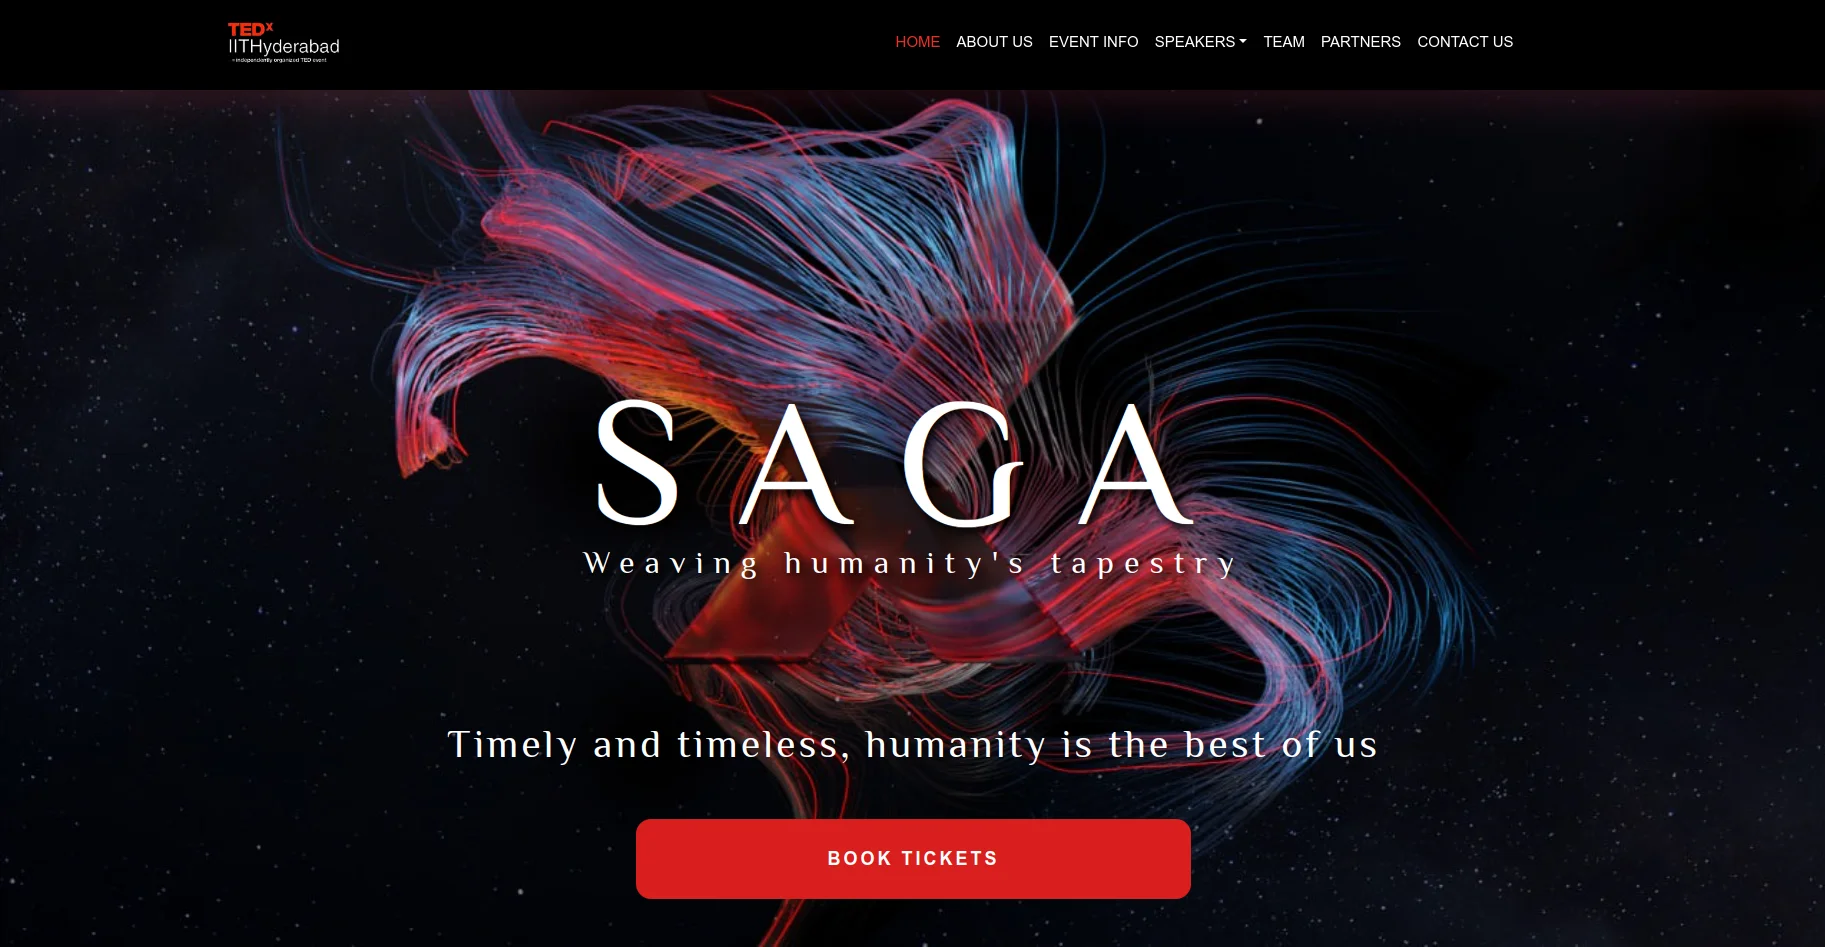 TEDx
IITHyderabad
x = independently organized TED event
HOME ABOUT US EVENT INFO SPEAKERS TEAM PARTNERS CONTACT US
SAGA
Weaving humanity's tapestry
Timely and timeless, humanity is the best of us
BOOK TICKETS